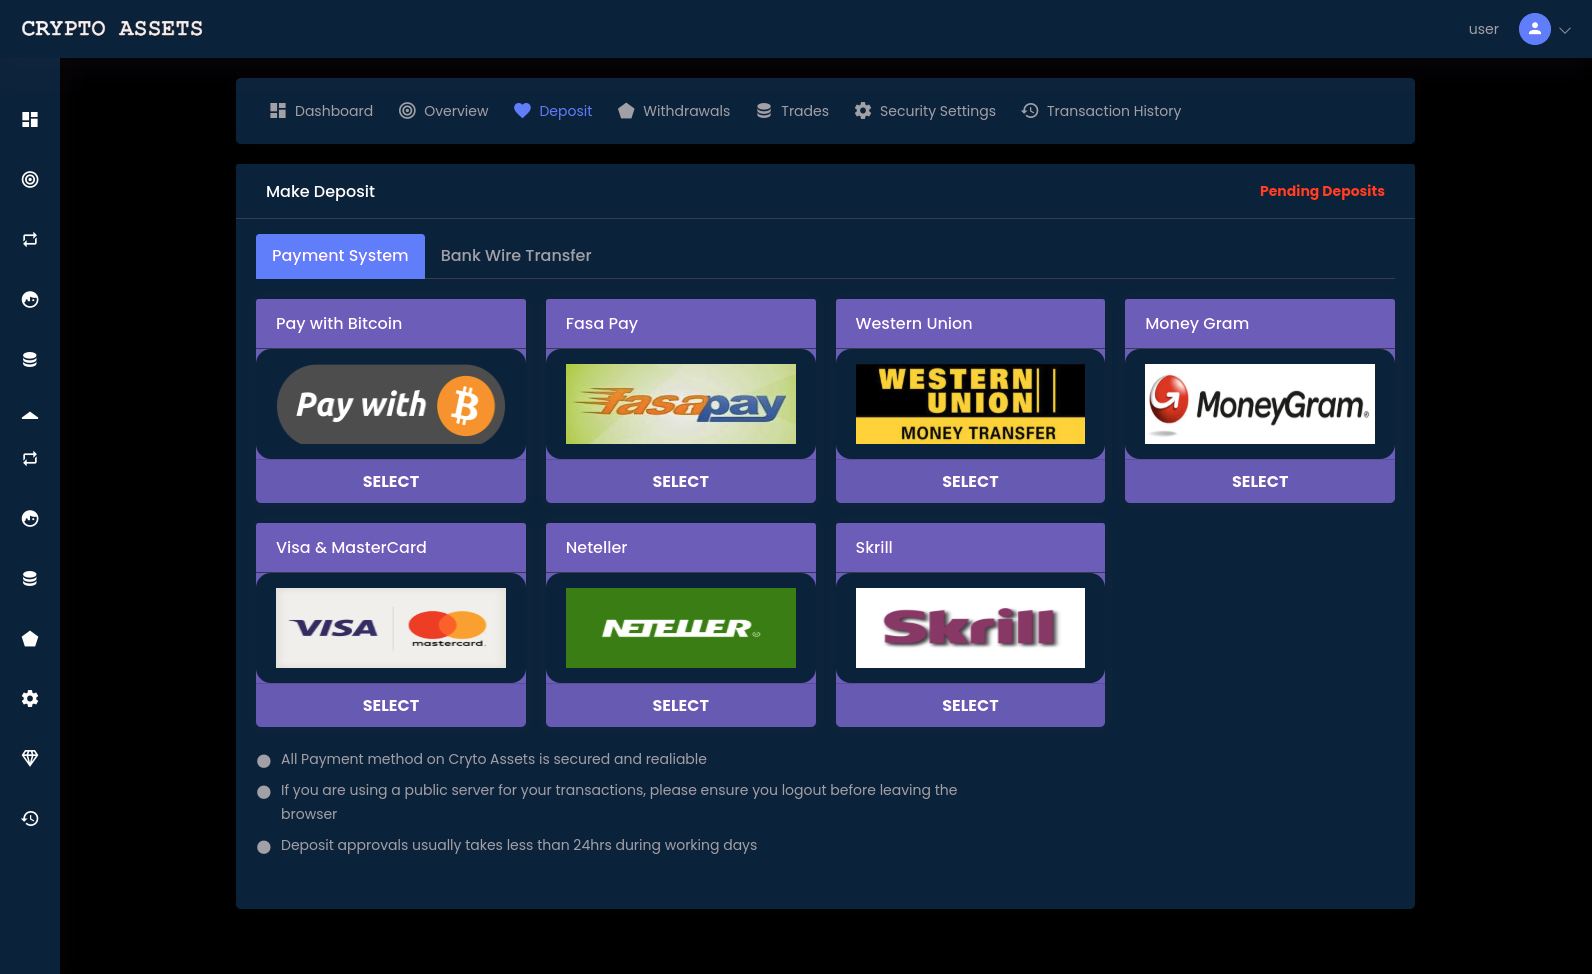 CRYPTO ASSETS
user
Dashboard Overview Deposit Withdrawals Trades Security Settings Transaction History
Make Deposit
Pending Deposits
Payment System Bank Wire Transfer
Pay with Bitcoin
Fasa Pay
Western Union
Money Gram
Pay with
fasapay
WESTERN
UNION
MONEY TRANSFER
MoneyGram®
SELECT
SELECT
SELECT
SELECT
Visa & MasterCard
Neteller
Skrill
VISA
mastercard.
NETELLER®
Skrill
SELECT
SELECT
SELECT
All Payment method on Cryto Assets is secured and realiable
If you are using a public server for your transactions, please ensure you logout before leaving the
browser
Deposit approvals usually takes less than 24hrs during working days